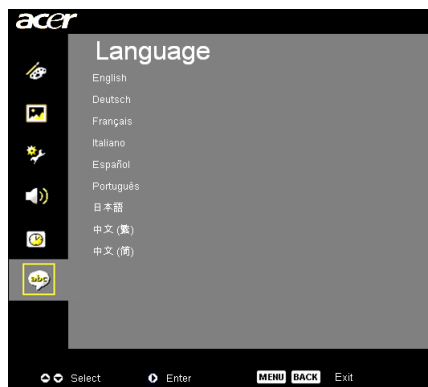 acer
Language
English
Deutsch
Français
Italiano
Español
Português
日本語
中文 (繁)
中文 (简)
abc
Select Enter MENU BACK Exit